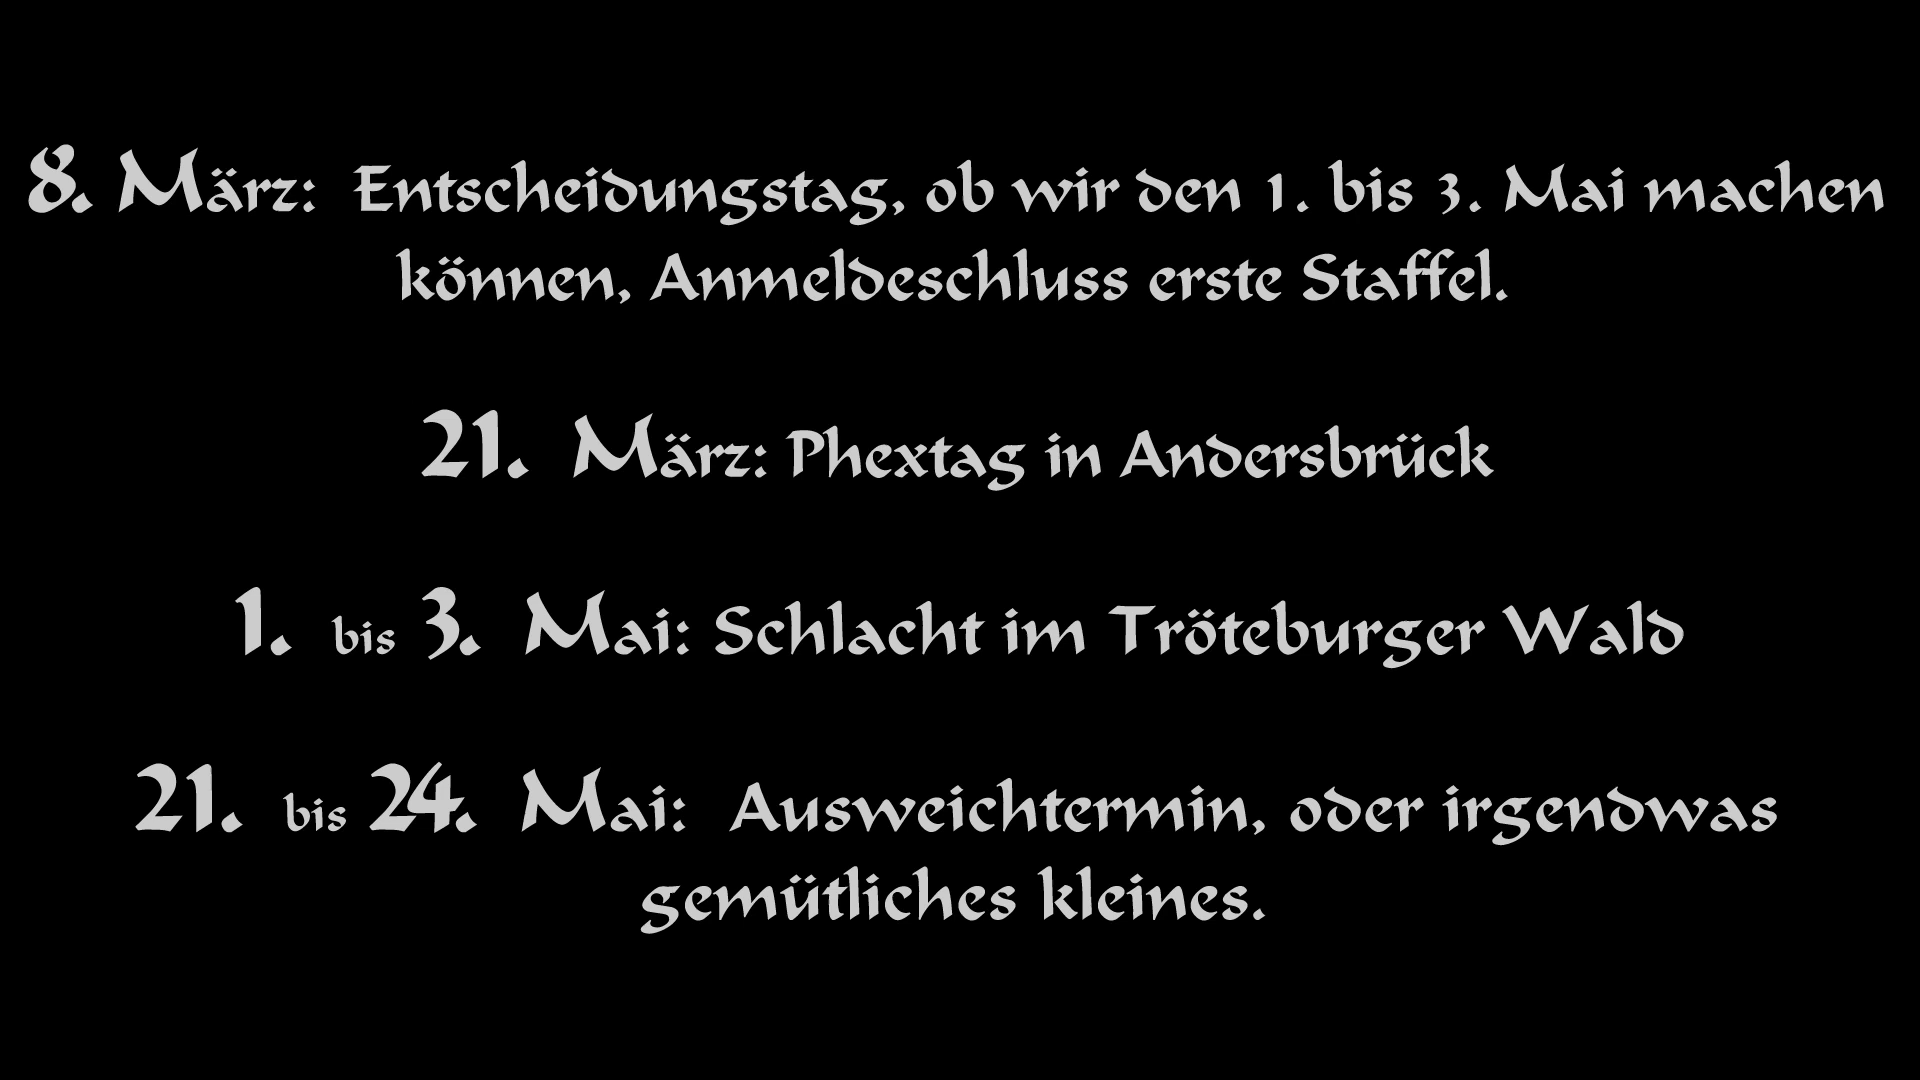 8. März: Entscheidungstag, ob wir den 1. bis 3. Mai machen
können, Anmeldeschluss erste Staffel.
21. März: Phextag in Andersbrück
1. bis 3. Mai: Schlacht im Tröteburger Wald
21. bis 24. Mai: Ausweichtermin, oder irgendwas
gemütliches kleines.